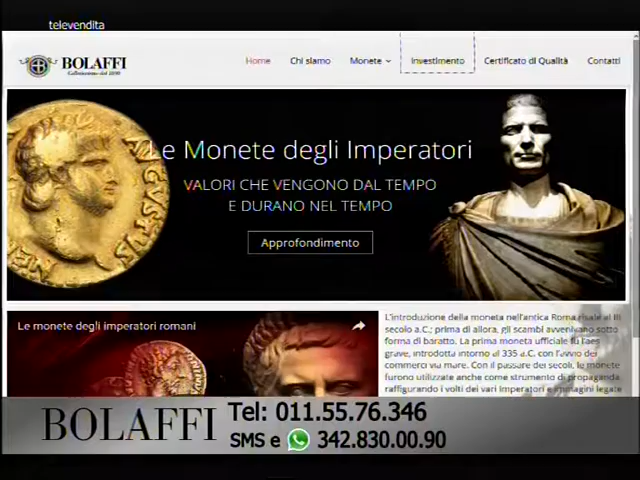 televendita
BOLAFFI
Collezionismo dal 1890
Home Chi siamo Monete Investimento Certificato di Qualità Contatti
AUGUSTUS
NE
Le Monete degli Imperatori
VALORI CHE VENGONO DAL TEMPO
E DURANO NEL TEMPO
Approfondimento
Le monete degli imperatori romani
L'introduzione della moneta nell'antica Roma risale al III
secolo a.C.; prima di allora, gli scambi avvenivano sotto
forma di baratto. La prima moneta ufficiale fu l'aes
grave, introdotta intorno al 335 a.C. con l'avvio dei
commerci via mare. Con il passare dei secoli, le monete
furono utilizzate anche come strumento di propaganda,
raffigurando i volti dei vari imperatori e immagini legate
BOLAFFI
Tel: 011.55.76.346
SMS e 342.830.00.90